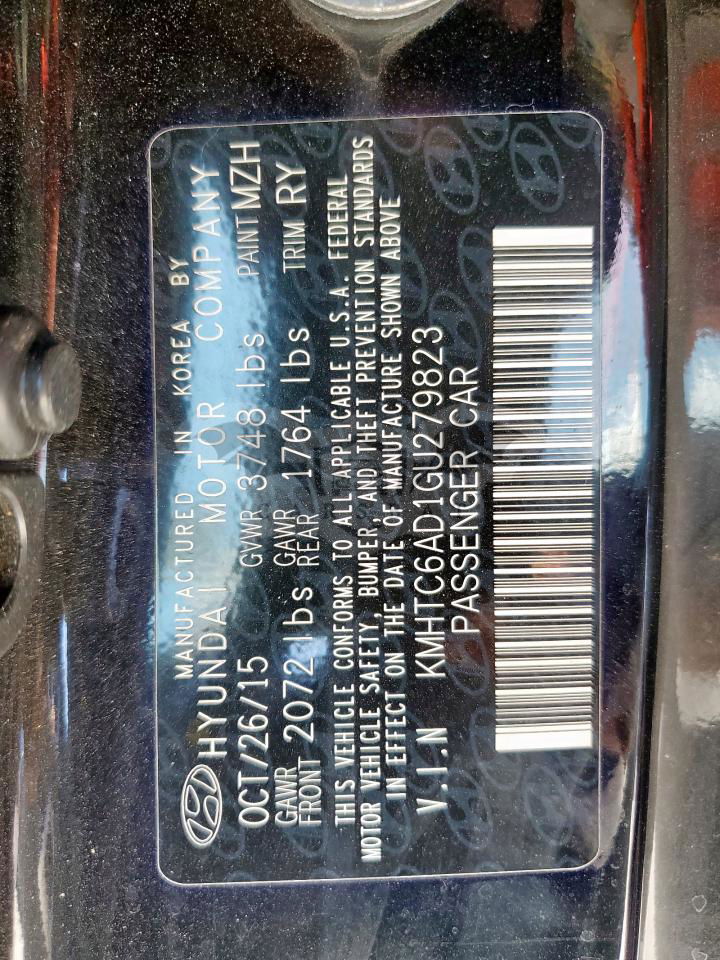 MANUFACTURED IN KOREA BY
HYUNDAI MOTOR COMPANY
OCT/26/15 GVWR 3748 lbs PAINT MZH
GAWR FRONT 2072 lbs GAWR REAR 1764 lbs TRIM RY
THIS VEHICLE CONFORMS TO ALL APPLICABLE U.S.A. FEDERAL
MOTOR VEHICLE SAFETY, BUMPER, AND THEFT PREVENTION STANDARDS
IN EFFECT ON THE DATE OF MANUFACTURE SHOWN ABOVE
V.I.N KMHTC6AD1GU279823
PASSENGER CAR